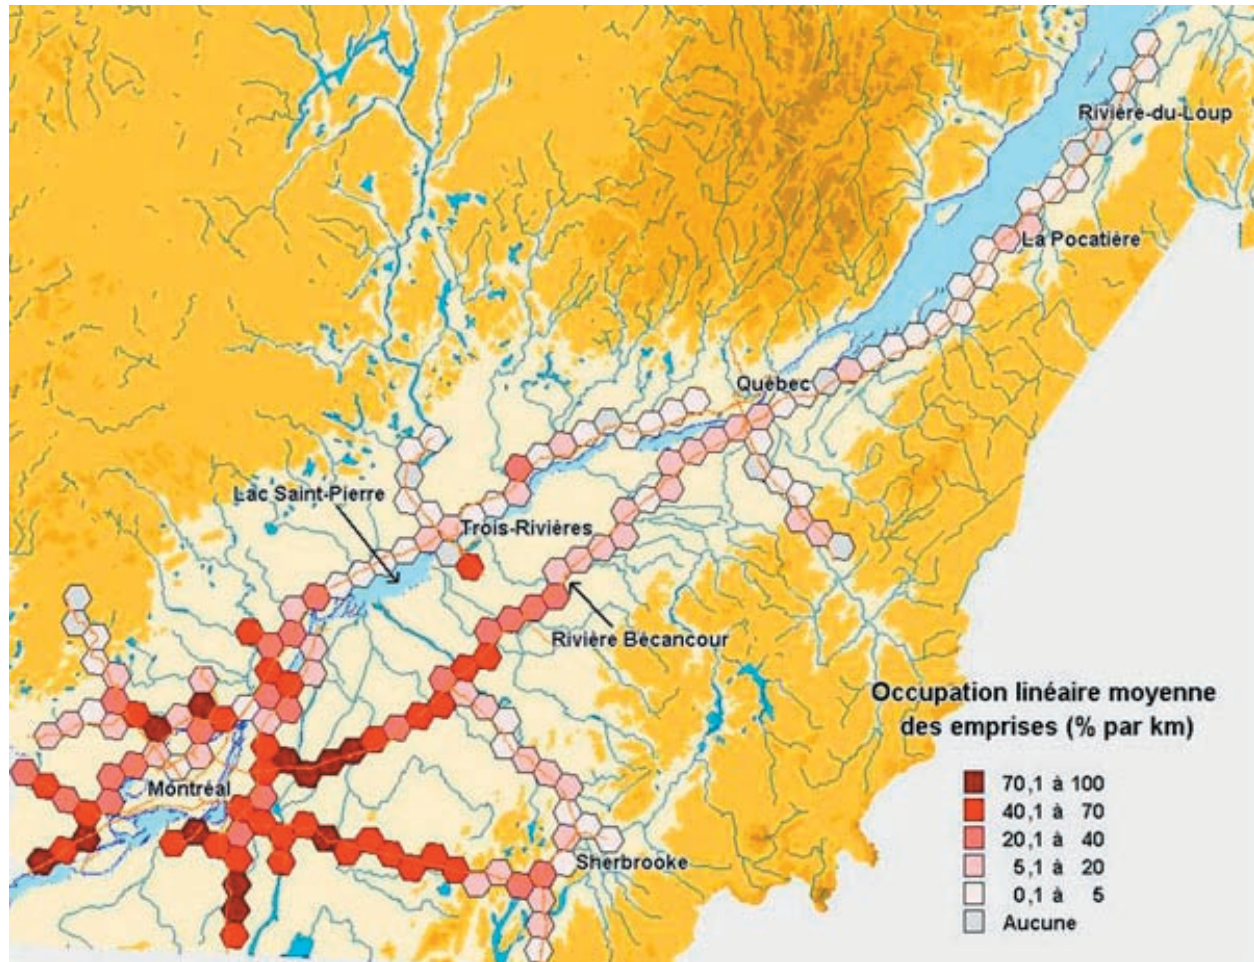 Rivière-du-Loup
La Pocatière
Québec
Lac Saint-Pierre
Trois-Rivières
Rivière Bécancour
Occupation linéaire moyenne
des emprises (% par km)
Montréal
70,1 à 100
40,1 à 70
20,1 à 40
Sherbrooke
5,1 à 20
0,1 à 5
Aucune